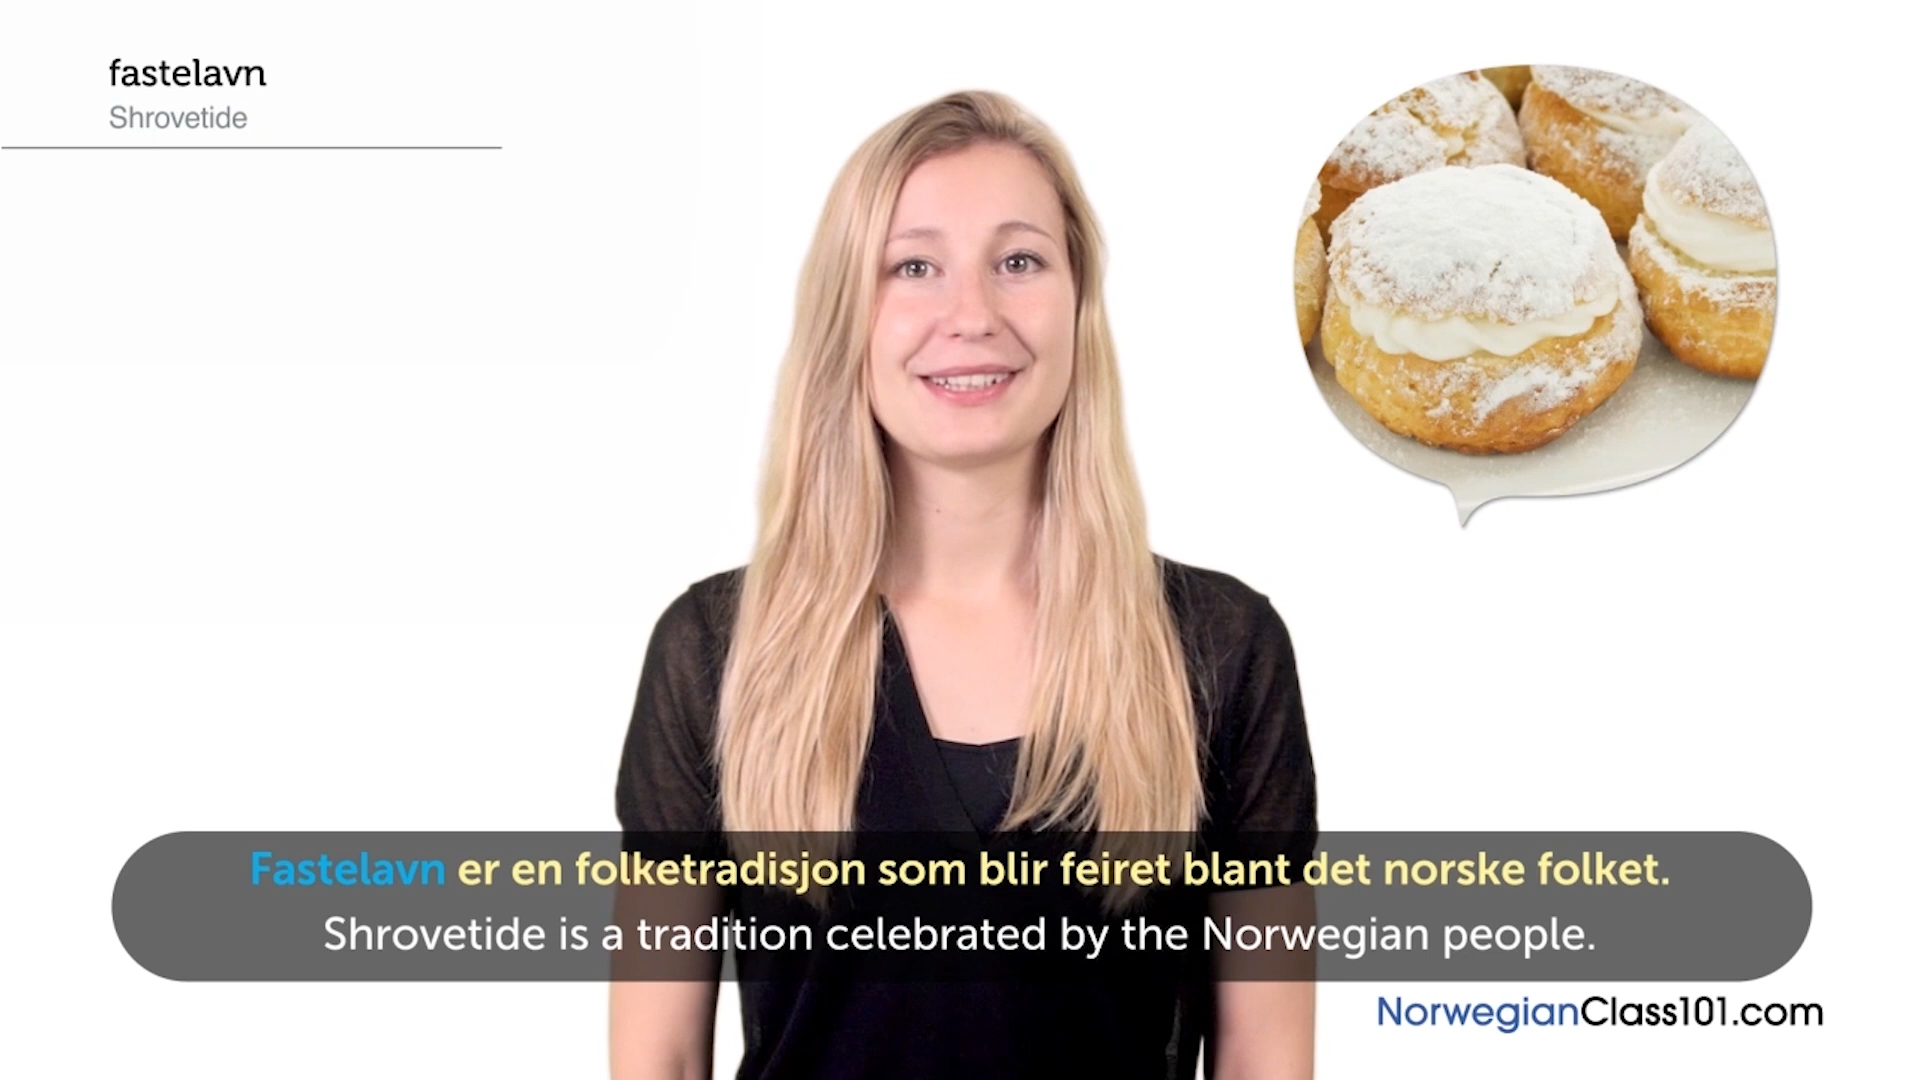 fastelavn
Shrovetide
Fastelavn er en folketradisjon som blir feiret blant det norske folket.
Shrovetide is a tradition celebrated by the Norwegian people.
NorwegianClass101.com